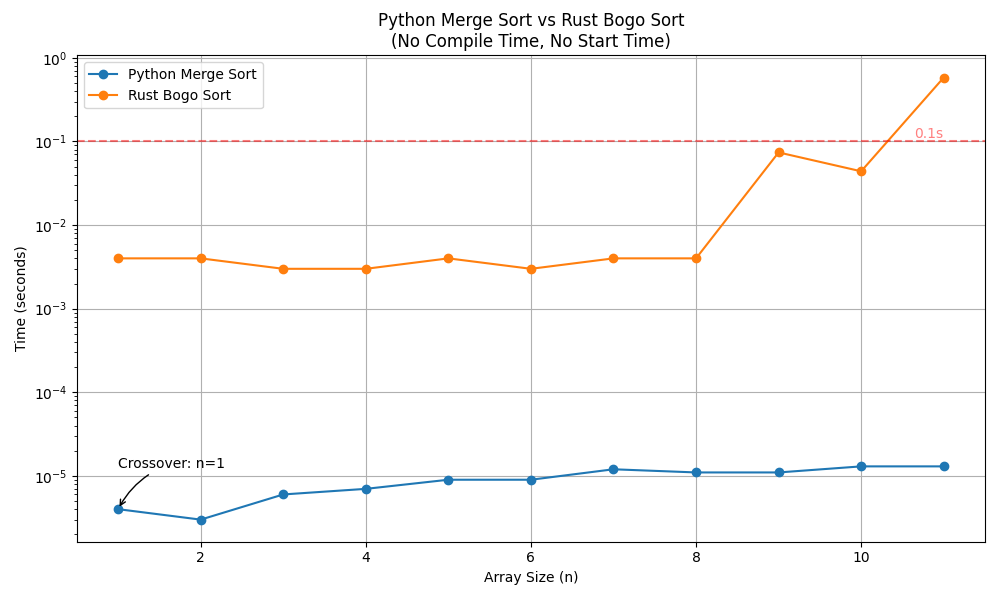 Python Merge Sort vs Rust Bogo Sort
(No Compile Time, No Start Time)
Python Merge Sort
Rust Bogo Sort
10⁰
10⁻¹
10⁻²
10⁻³
10⁻⁴
10⁻⁵
Time (seconds)
0.1s
Crossover: n=1
2
4
6
8
10
Array Size (n)